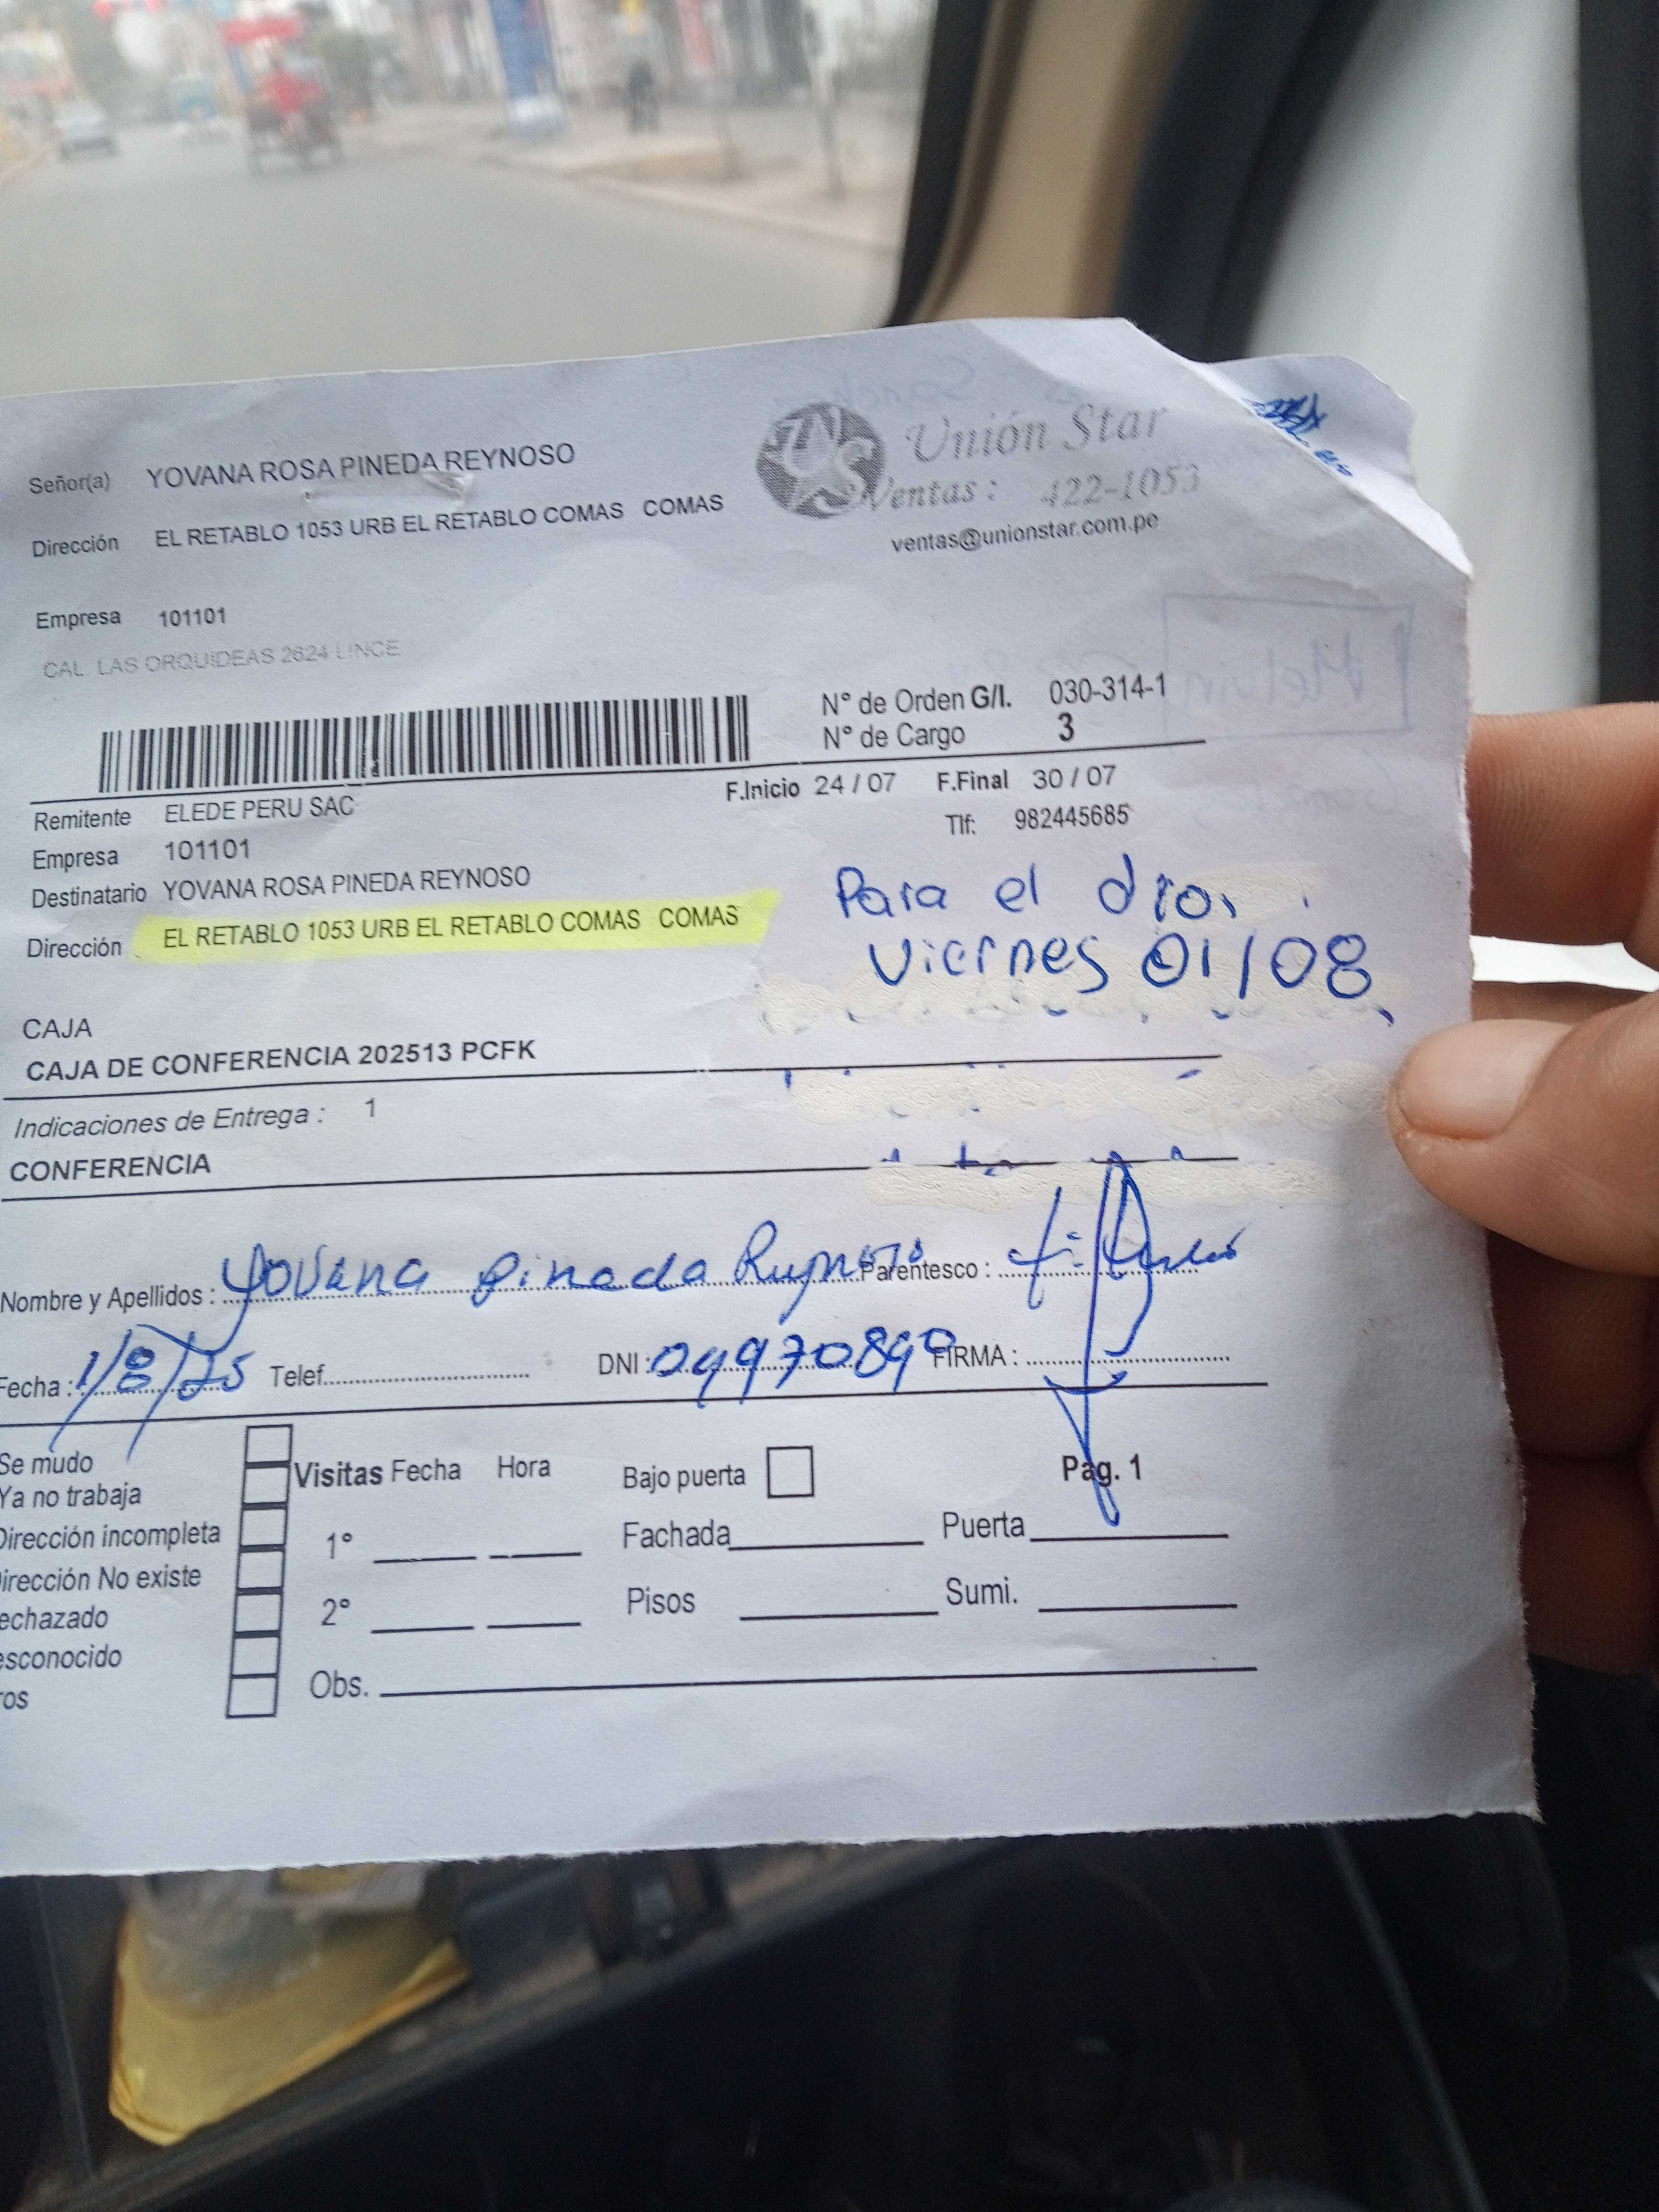 Señor(a) YOVANA ROSA PINEDA REYNOSO
Dirección EL RETABLO 1053 URB EL RETABLO COMAS COMAS
Unión Star
Ventas : 422-1053
ventas@unionstar.com.pe
Empresa 101101
CAL. LAS ORQUIDEAS 2624 LINCE
N° de Orden G/I. 030-314-1
N° de Cargo 3
F.Inicio 24 / 07 F.Final 30 / 07
Tlf: 982445685
Remitente ELEDE PERU SAC
Empresa 101101
Destinatario YOVANA ROSA PINEDA REYNOSO
Dirección EL RETABLO 1053 URB EL RETABLO COMAS COMAS
Para el día
Viernes 01/08
CAJA
CAJA DE CONFERENCIA 202513 PCFK
Indicaciones de Entrega : 1
CONFERENCIA
Nombre y Apellidos : Yovana Pineda Reynoso Parentesco :
Fecha : 1/8/25 Telef. DNI : FIRMA :
Se mudo
Ya no trabaja
Dirección incompleta
irección No existe
echazado
esconocido
ros
Visitas Fecha Hora
1°
2°
Obs.
Bajo puerta
Fachada Puerta
Pisos Sumi.
Pag. 1